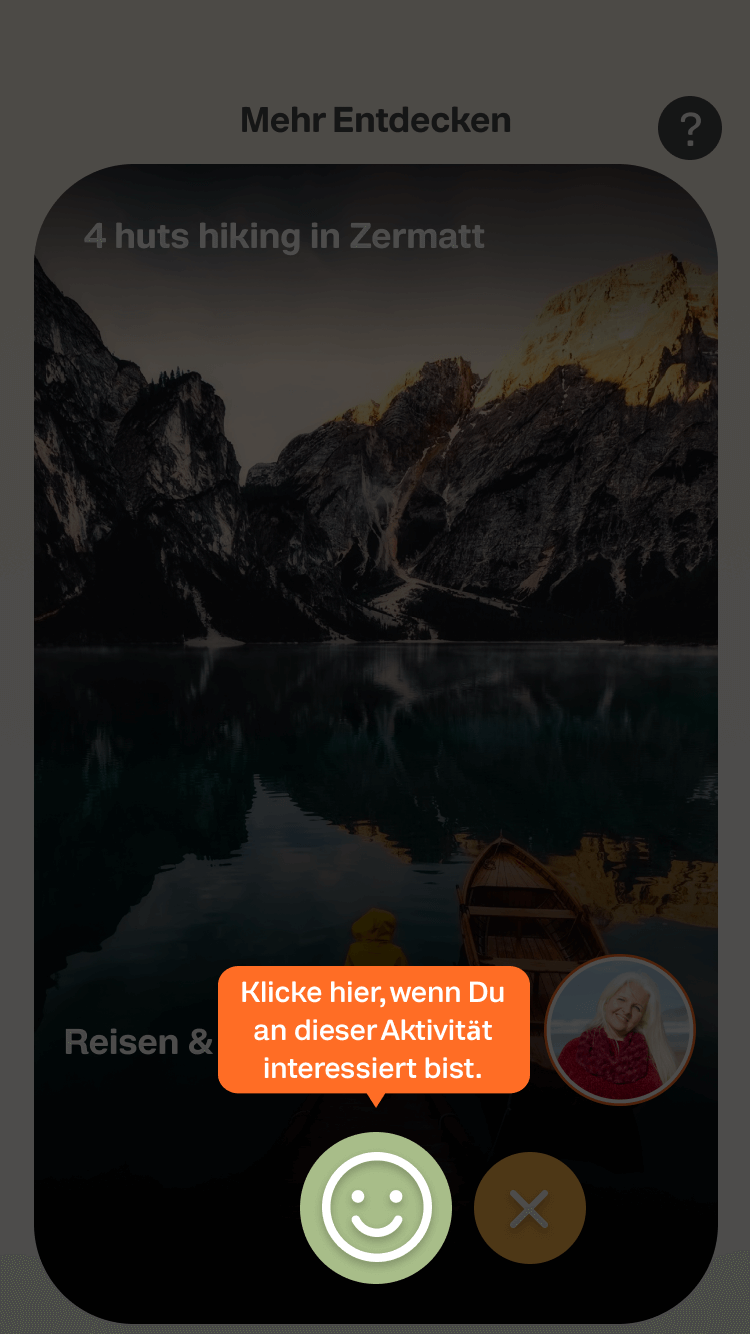 Mehr Entdecken
?
4 huts hiking in Zermatt
Reisen &
Klicke hier, wenn Du
an dieser Aktivität
interessiert bist.